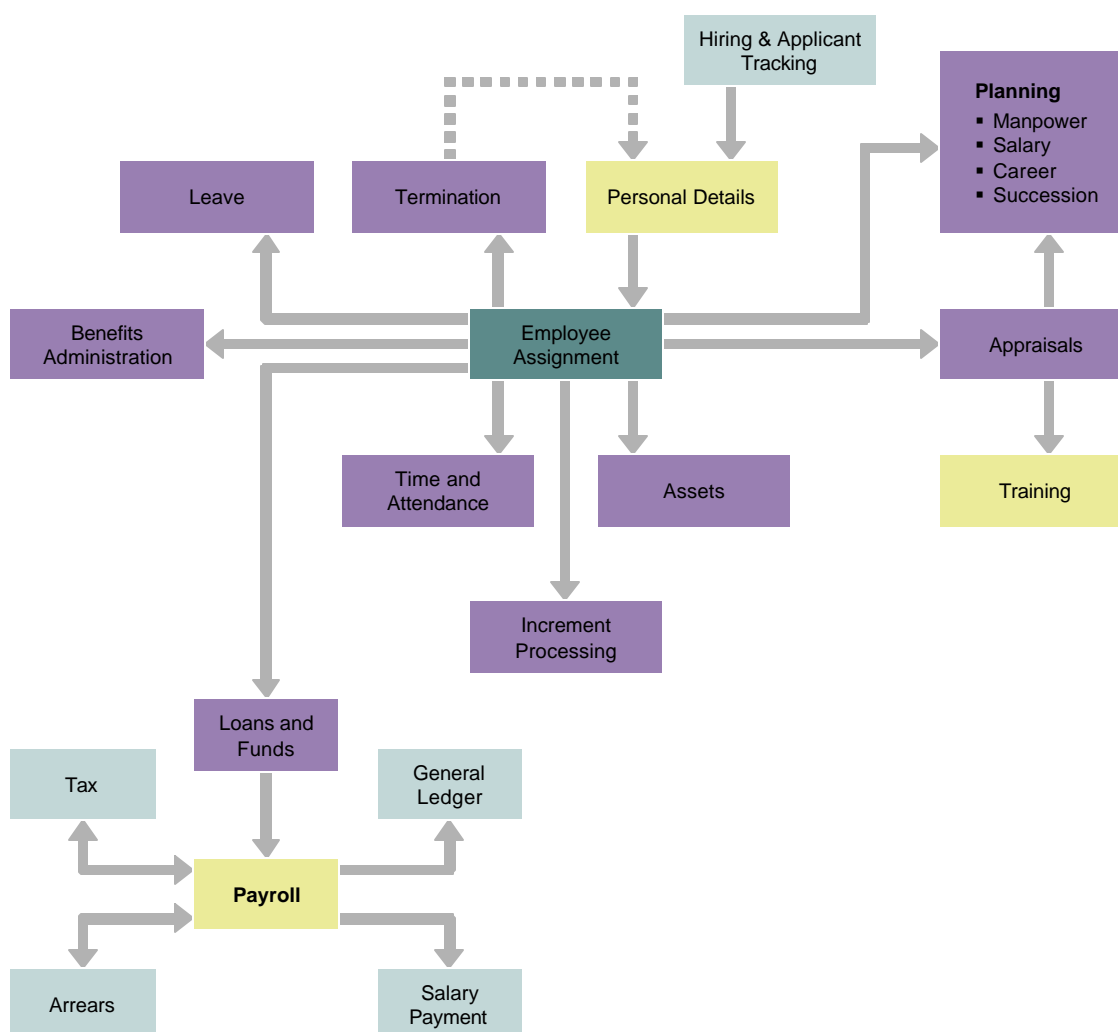 Hiring & Applicant
Tracking
Planning
▪ Manpower
▪ Salary
▪ Career
▪ Succession
Leave
Termination
Personal Details
Benefits
Administration
Employee
Assignment
Appraisals
Time and
Attendance
Assets
Training
Increment
Processing
Loans and
Funds
Tax
General
Ledger
Payroll
Arrears
Salary
Payment